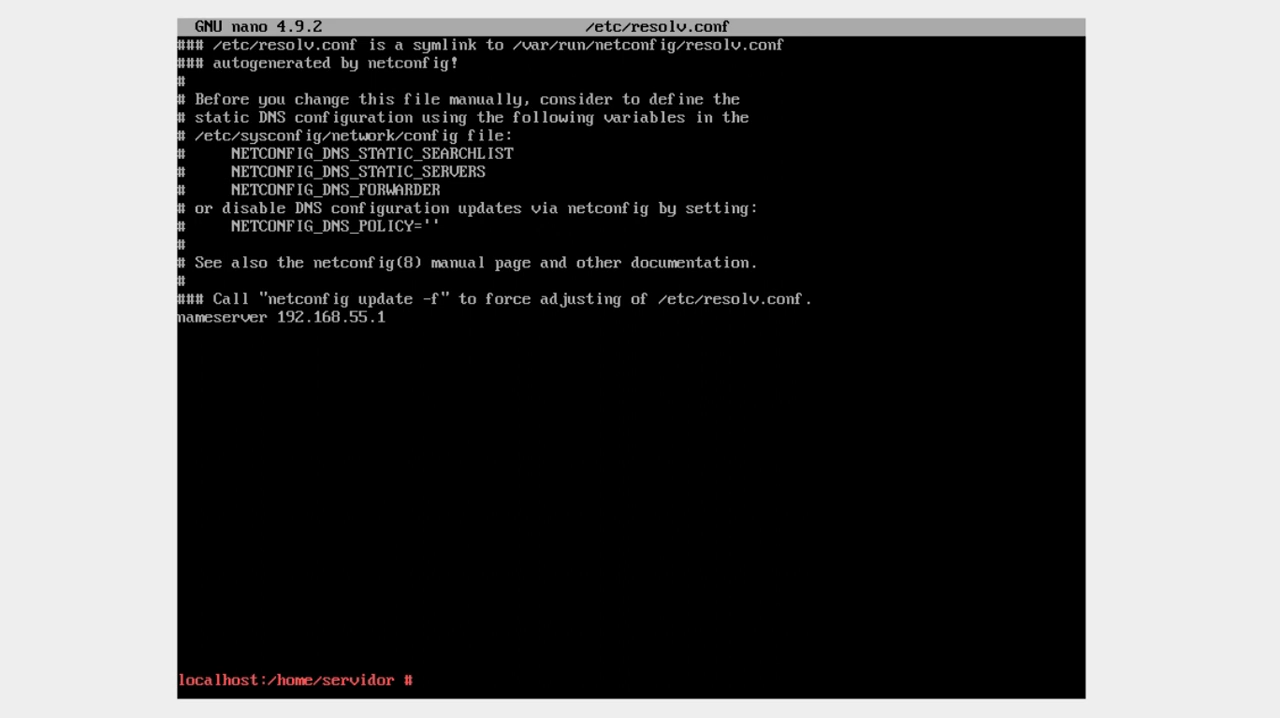 GNU nano 4.9.2 /etc/resolv.conf
### /etc/resolv.conf is a symlink to /var/run/netconfig/resolv.conf
### autogenerated by netconfig!
#
# Before you change this file manually, consider to define the
# static DNS configuration using the following variables in the
# /etc/sysconfig/network/config file:
#     NETCONFIG_DNS_STATIC_SEARCHLIST
#     NETCONFIG_DNS_STATIC_SERVERS
#     NETCONFIG_DNS_FORWARDER
# or disable DNS configuration updates via netconfig by setting:
#     NETCONFIG_DNS_POLICY=''
#
# See also the netconfig(8) manual page and other documentation.
#
### Call "netconfig update -f" to force adjusting of /etc/resolv.conf.
nameserver 192.168.55.1
localhost:/home/servidor #